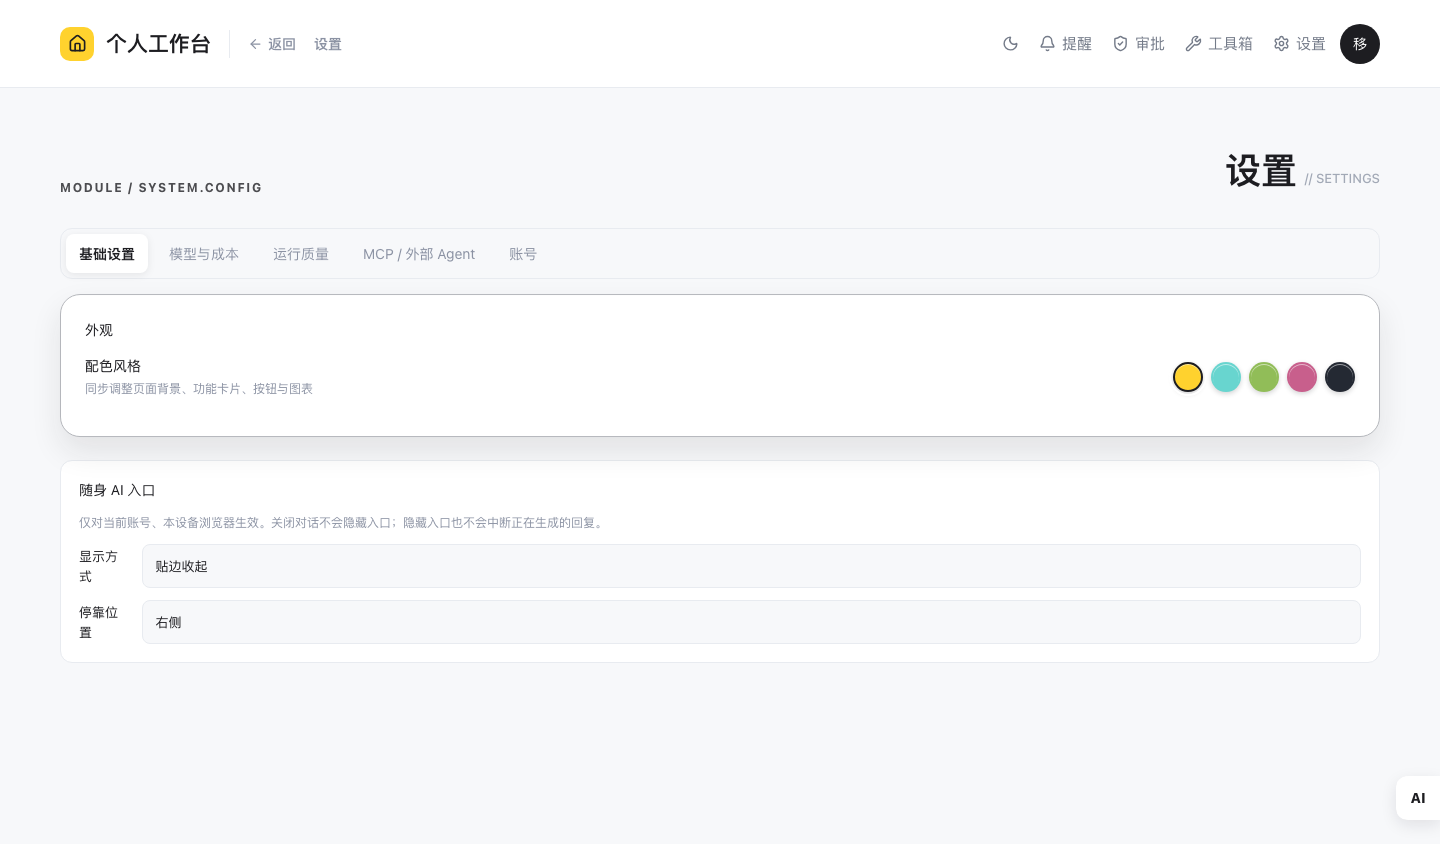 个人工作台
返回
设置
提醒
审批
工具箱
设置
移
MODULE / SYSTEM.CONFIG
设置 // SETTINGS
基础设置
模型与成本
运行质量
MCP / 外部 Agent
账号
外观
配色风格
同步调整页面背景、功能卡片、按钮与图表
随身 AI 入口
仅对当前账号、本设备浏览器生效。关闭对话不会隐藏入口；隐藏入口也不会中断正在生成的回复。
显示方
式
贴边收起
停靠位
置
右侧
AI